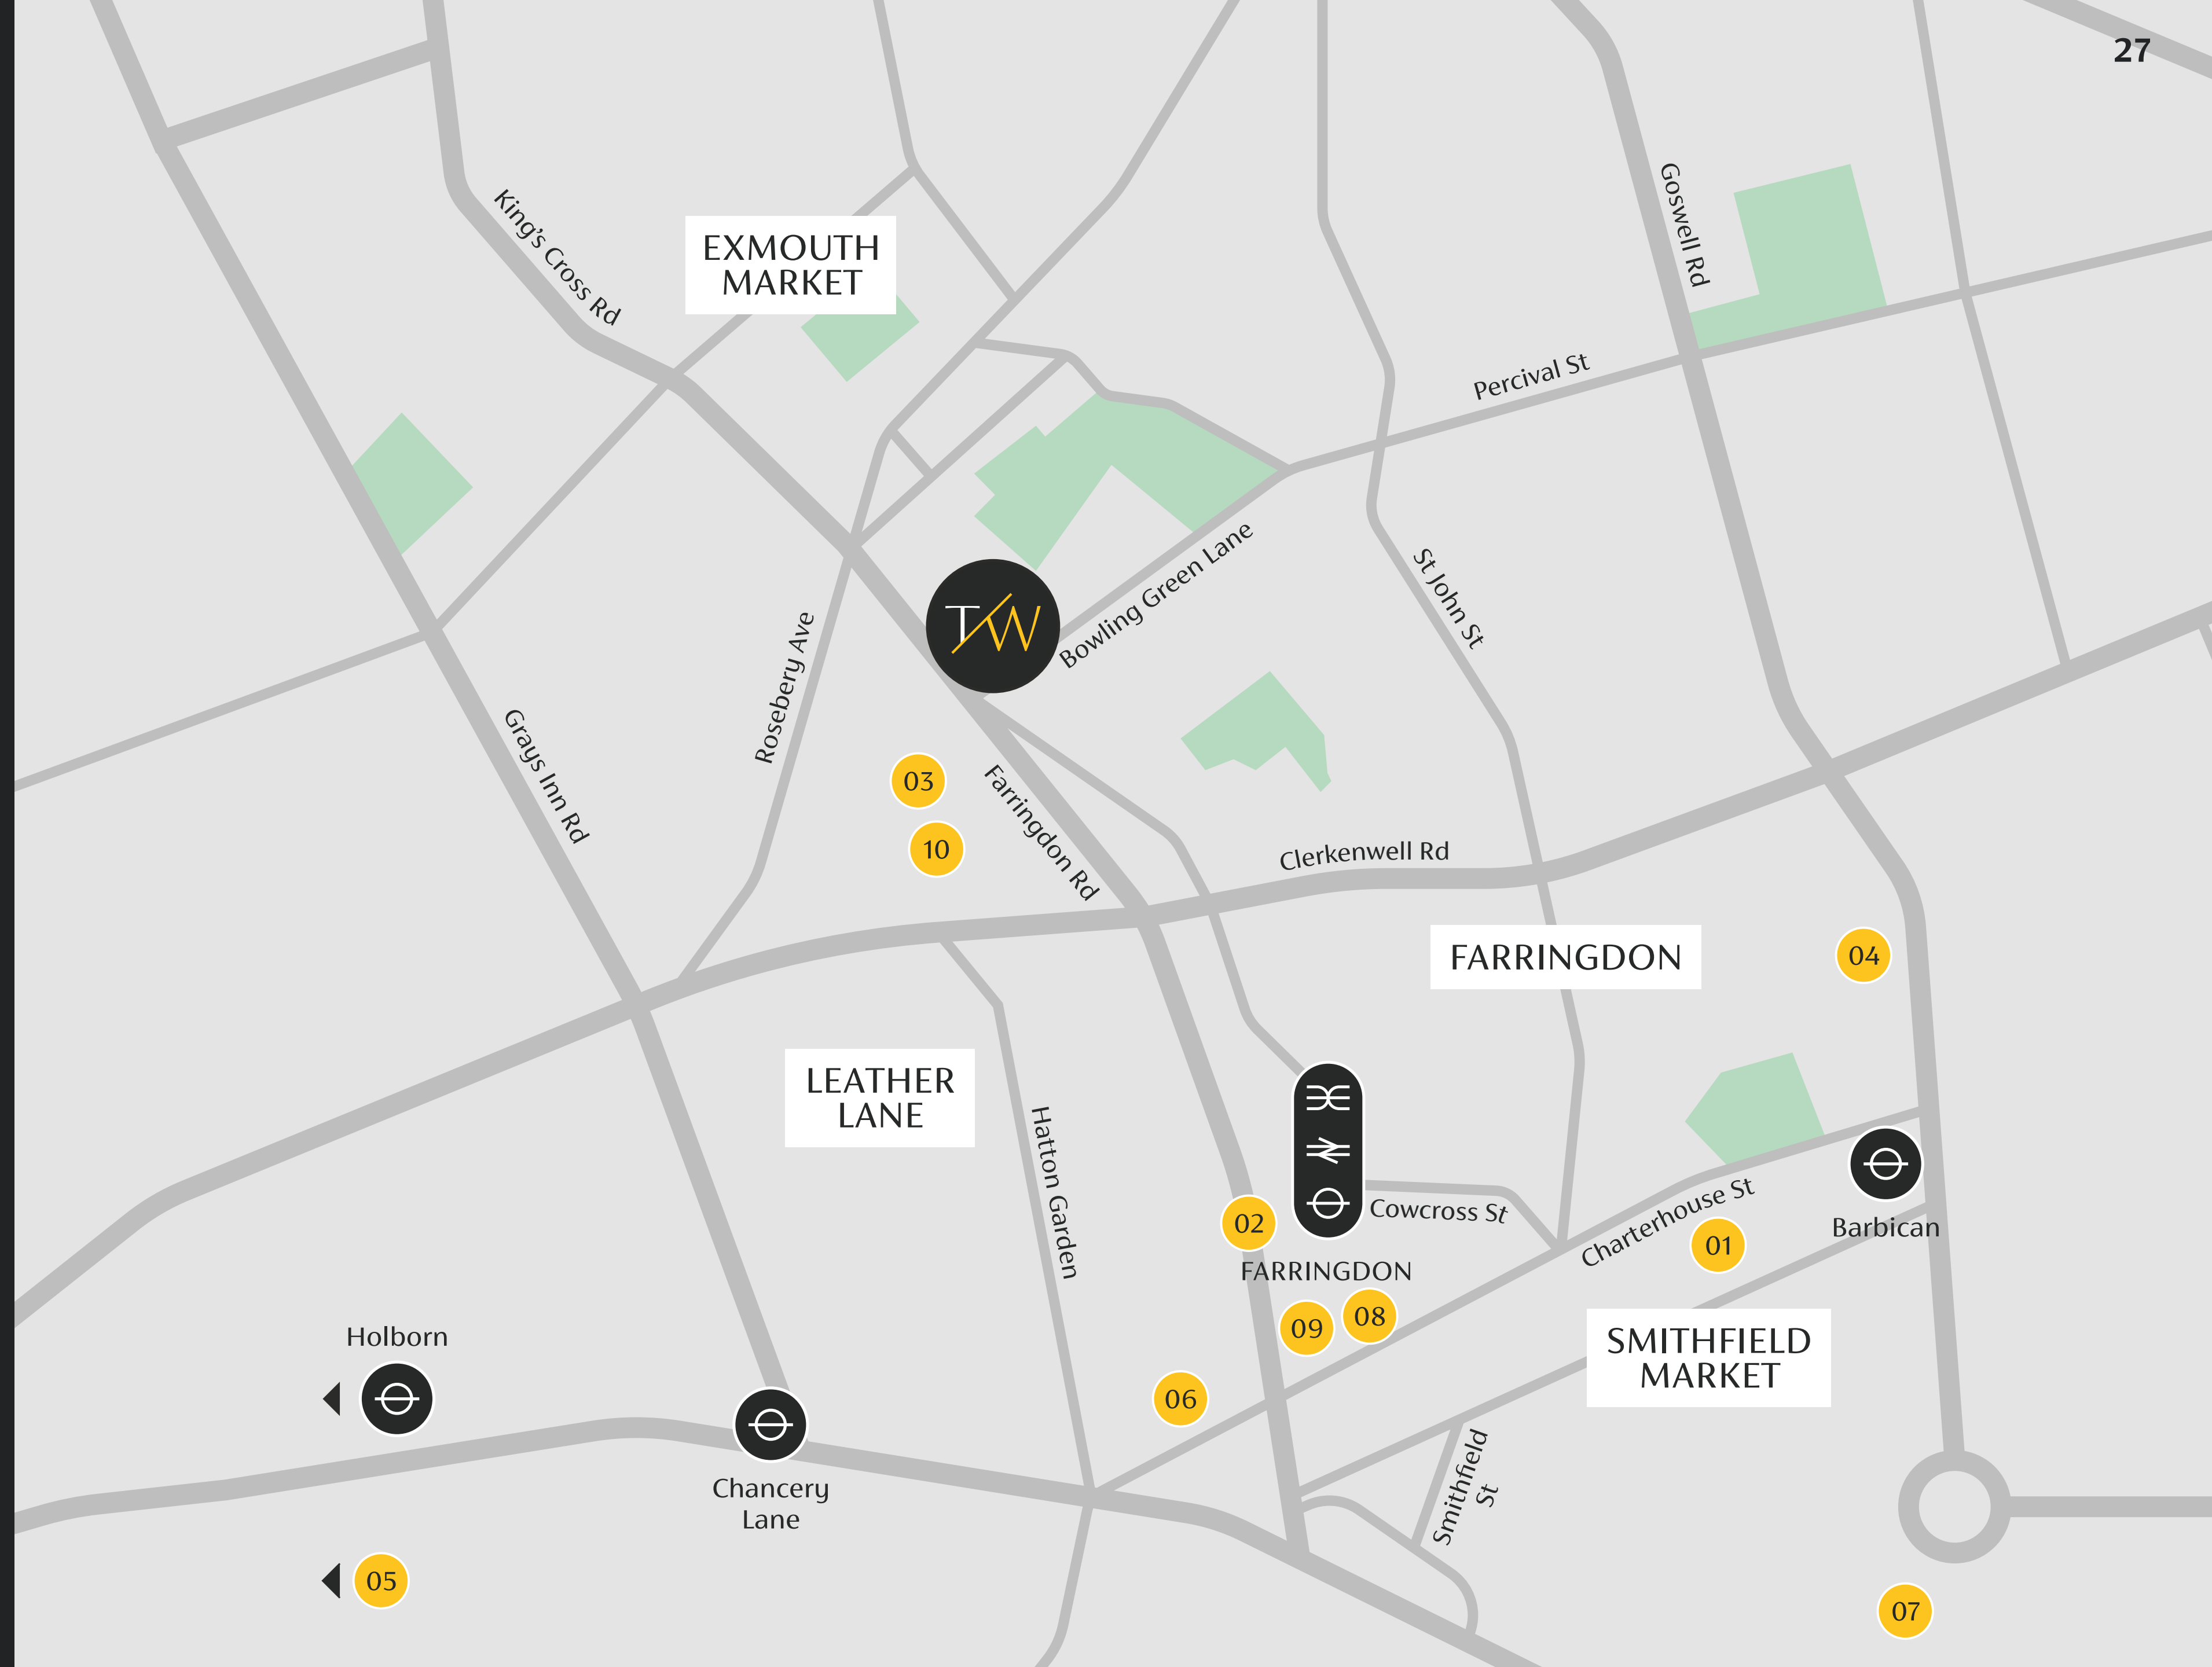 27
King's Cross Rd
EXMOUTH
MARKET
Goswell Rd
Percival St
Bowling Green Lane
St John St
TW
Rosebery Ave
Grays Inn Rd
03
Farringdon Rd
10
Clerkenwell Rd
FARRINGDON
04
LEATHER
LANE
Hatton Garden
02
Cowcross St
Charterhouse St
01
Barbican
FARRINGDON
09
08
Holborn
SMITHFIELD
MARKET
06
Chancery
Lane
Smithfield
St
05
07